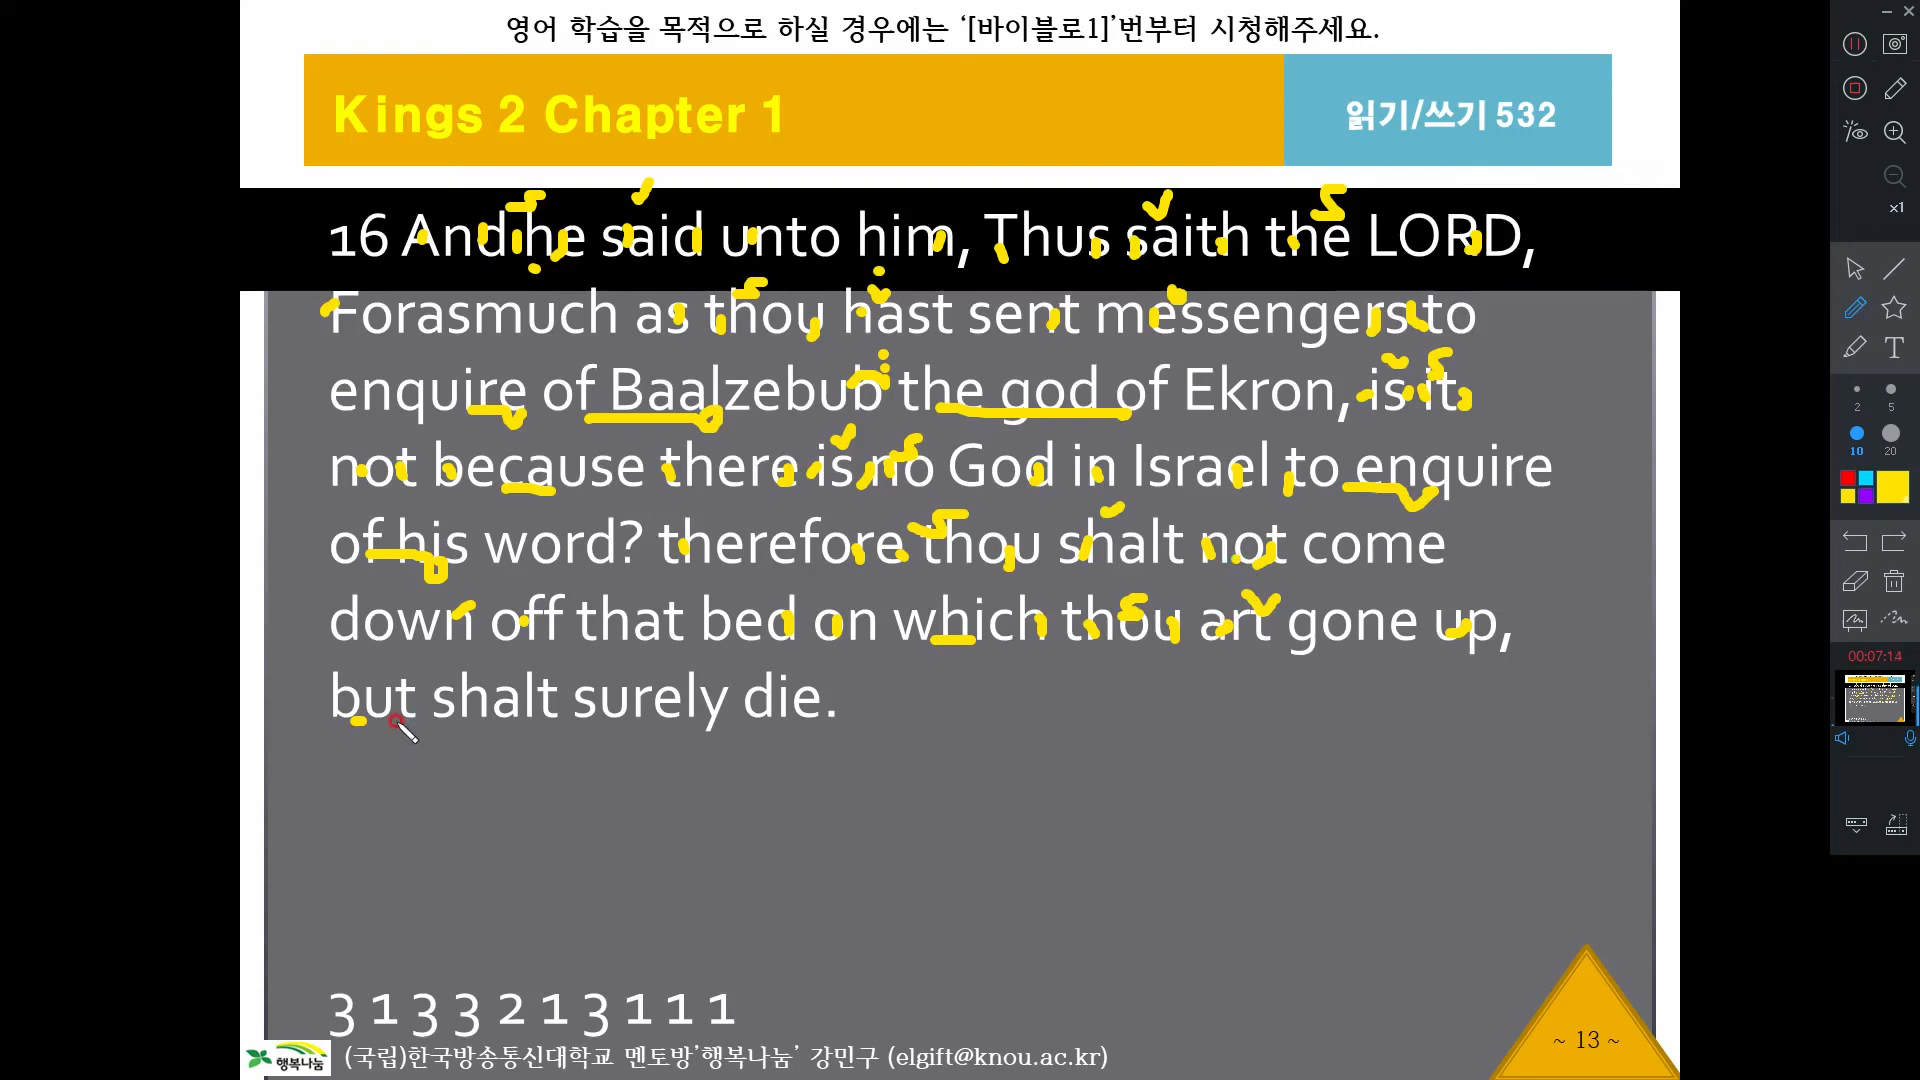 영어 학습을 목적으로 하실 경우에는 ‘[바이블로1]’번부터 시청해주세요.
Kings 2 Chapter 1
읽기/쓰기 532
16 And he said unto him, Thus saith the LORD,
Forasmuch as thou hast sent messengers to
enquire of Baalzebub the god of Ekron, is it
not because there is no God in Israel to enquire
of his word? therefore thou shalt not come
down off that bed on which thou art gone up,
but shalt surely die.
3 1 3 3 2 1 3 1 1 1
행복나눔
(국립)한국방송통신대학교 멘토방’행복나눔’ 강민구 (elgift@knou.ac.kr)
~ 13 ~
x1
T
2 5
10 20
00:07:14